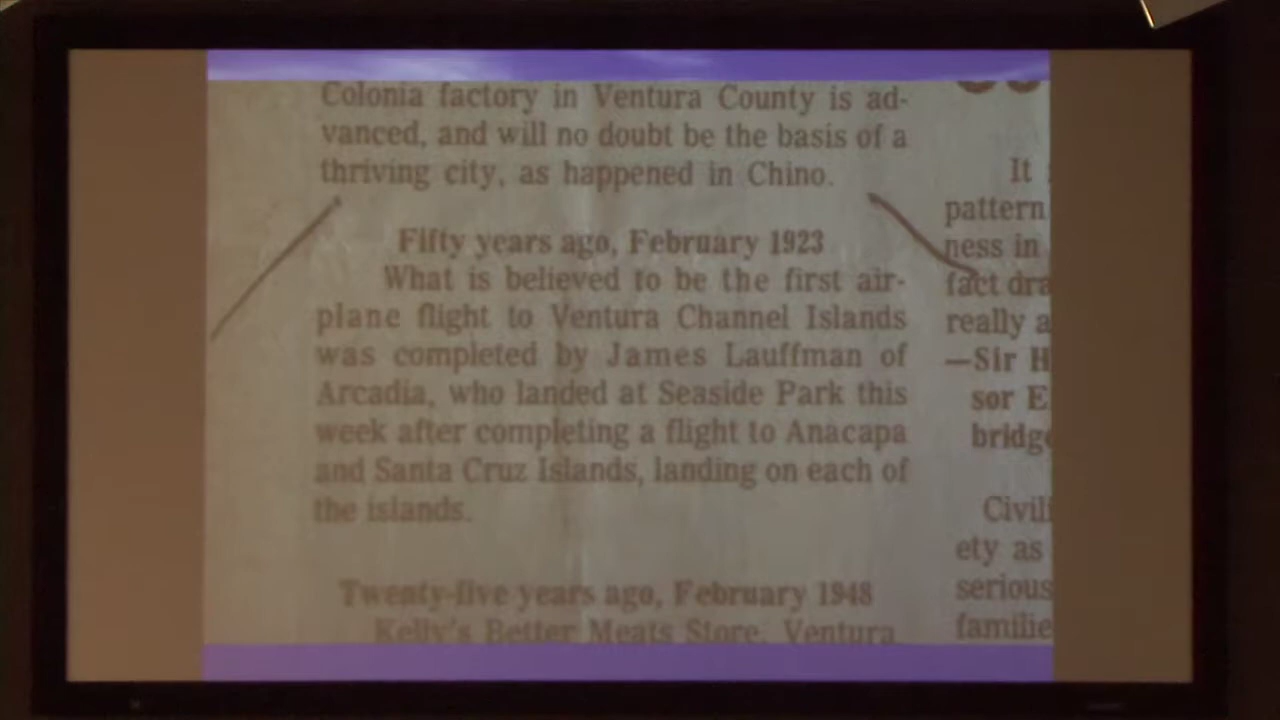 Colonia factory in Ventura County is ad-
vanced, and will no doubt be the basis of a
thriving city, as happened in Chino.
Fifty years ago, February 1923
What is believed to be the first air-
plane flight to Ventura Channel Islands
was completed by James Lauffman of
Arcadia, who landed at Seaside Park this
week after completing a flight to Anacapa
and Santa Cruz Islands, landing on each of
the islands.
Twenty-five years ago, February 1948
Kelly's Better Meats Store, Ventura
It
pattern
ness in
fact dra
really a
—Sir H
sor E
bridge
Civili
ety as
serious
familie